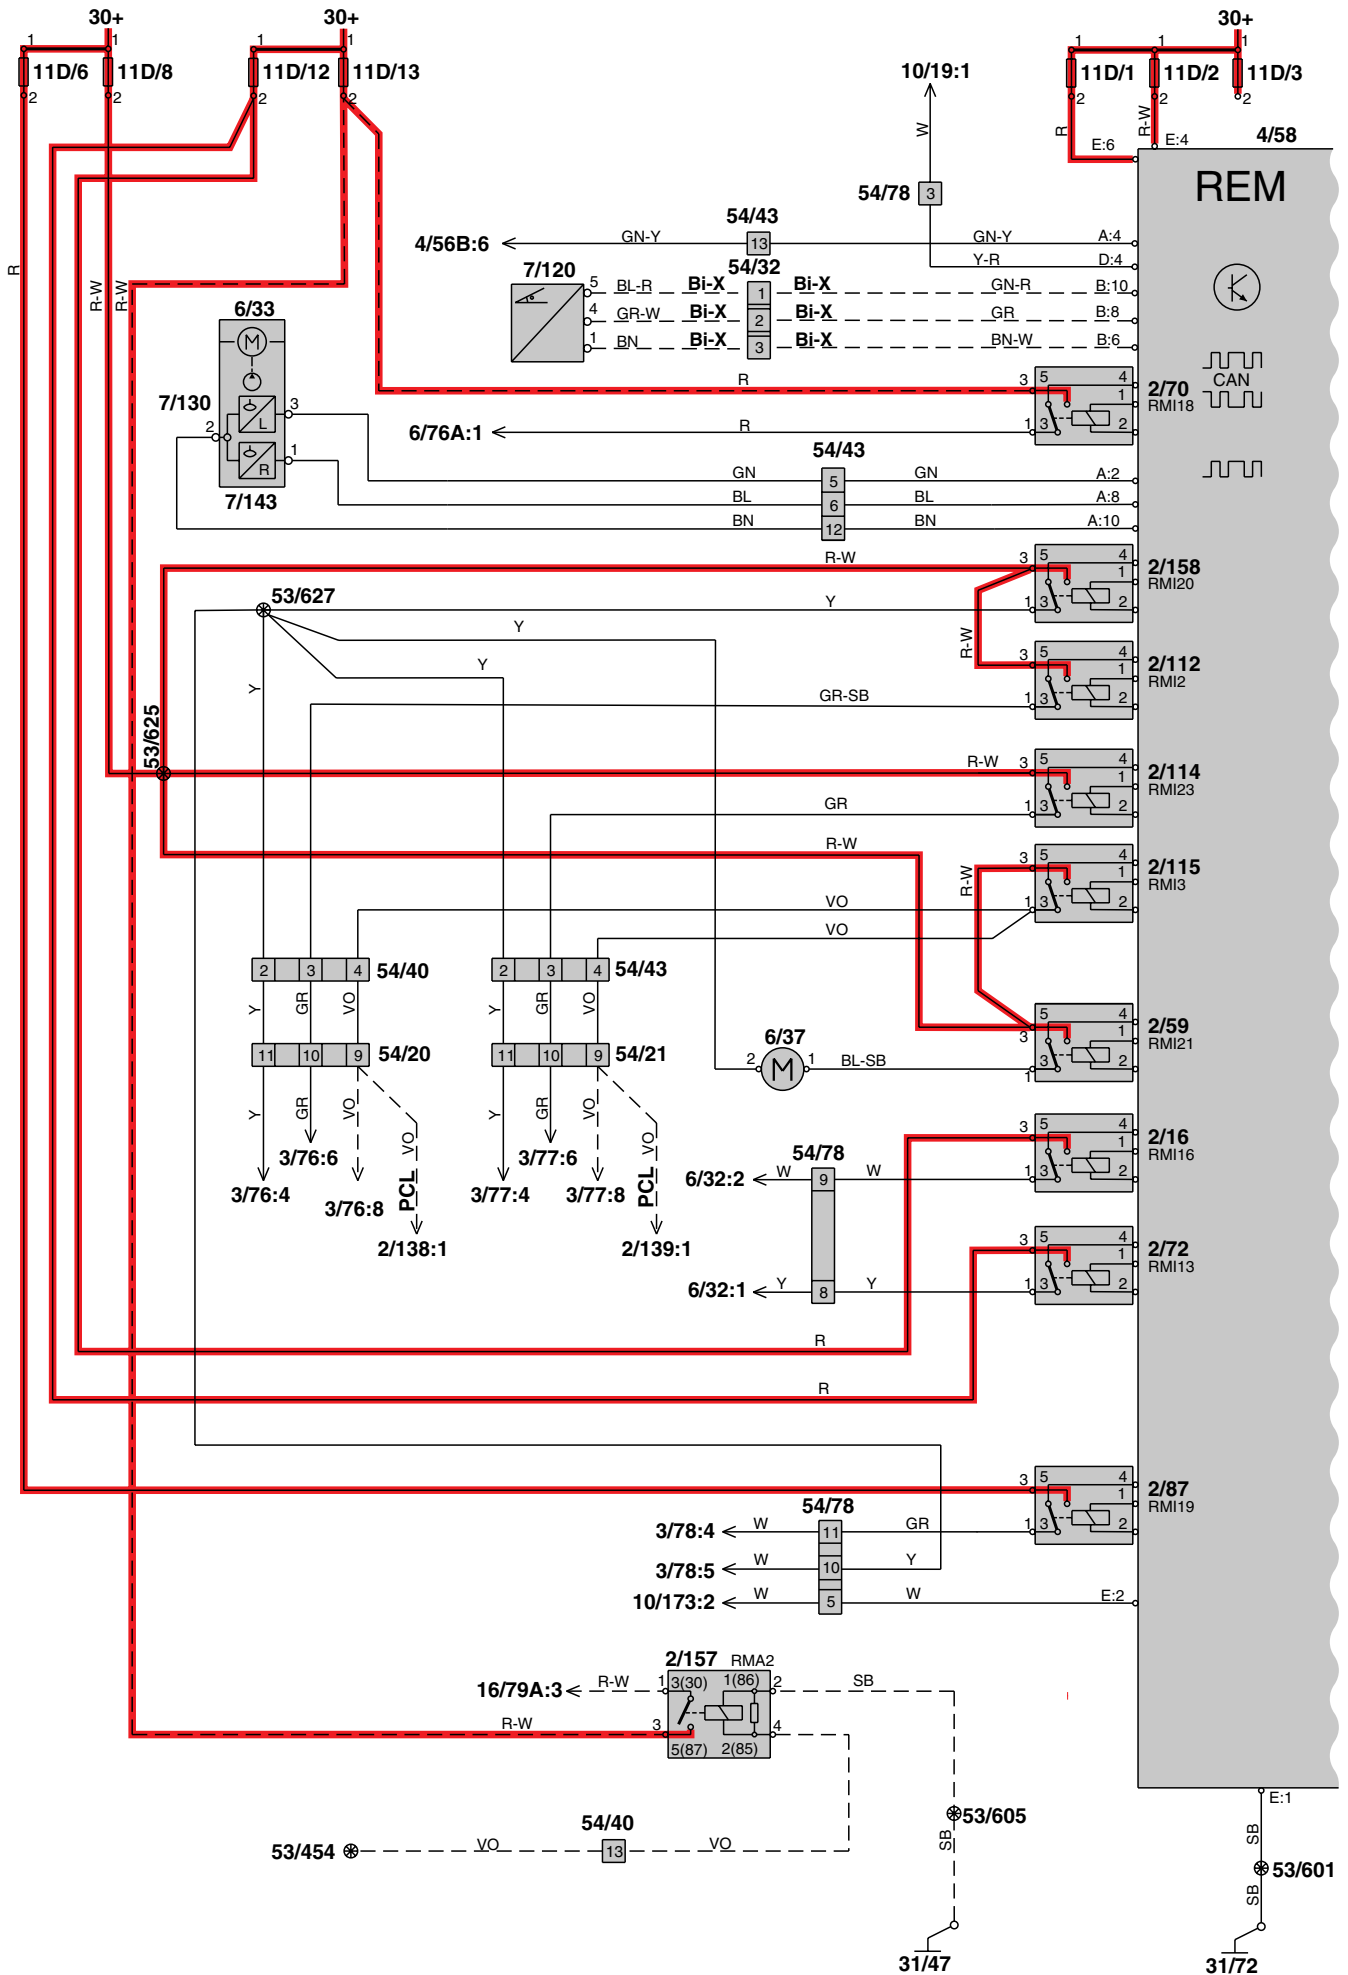 30+ 30+ 30+
1 1 1 1 1 1 1
11D/6 11D/8 11D/12 11D/13 11D/1 11D/2 11D/3
2 2 2 2 2 2 2
10/19:1
W
R
R-W
E:6
E:4
4/58
REM
54/78 3
54/43
4/56B:6 GN-Y 13 GN-Y A:4
Y-R D:4
7/120 54/32
5 BL-R Bi-X 1 Bi-X GN-R B:10
4 GR-W Bi-X 2 Bi-X GR B:8
1 BN Bi-X 3 Bi-X BN-W B:6
R
R-W
R-W
6/33
M
CAN
R 3 5 4 2/70
1 RMI18
6/76A:1 R 1 3 2
7/130
3
L
2
R
1
7/143
54/43
GN 5 GN A:2
BL 6 BL A:8
BN 12 BN A:10
R-W 3 5 4 2/158
1 RMI20
53/627 Y 1 3 2
Y
R-W
Y
Y
3 5 4 2/112
1 RMI2
GR-SB 1 3 2
53/625
R-W 3 5 4 2/114
1 RMI23
GR 1 3 2
R-W
R-W
3 5 4 2/115
1 RMI3
VO 1 3 2
VO
2 3 4 54/40 2 3 4 54/43
Y GR VO Y GR VO
11 10 9 54/20 11 10 9 54/21
5 4 2/59
3 1 RMI21
6/37
2 M 1 BL-SB 3 2
1
Y GR VO VO Y GR VO VO
3/76:6 3/77:6
PCL PCL
3/76:4 3/76:8 3/77:4 3/77:8
2/138:1 2/139:1
3 5 4 2/16
1 RMI16
54/78
6/32:2 W 9 W 1 3 2
3 5 4 2/72
1 RMI13
6/32:1 Y 8 Y 1 3 2
R
R
3 5 4 2/87
1 RMI19
54/78
3/78:4 W 11 GR 1 3 2
3/78:5 W 10 Y
10/173:2 W 5 W E:2
2/157 RMA2
16/79A:3 R-W 1 3(30) 1(86) 2 SB
R-W 3 5(87) 2(85) 4
E:1
53/605
54/40
53/454 VO 13 VO
SB
SB
53/601
SB
31/47
31/72